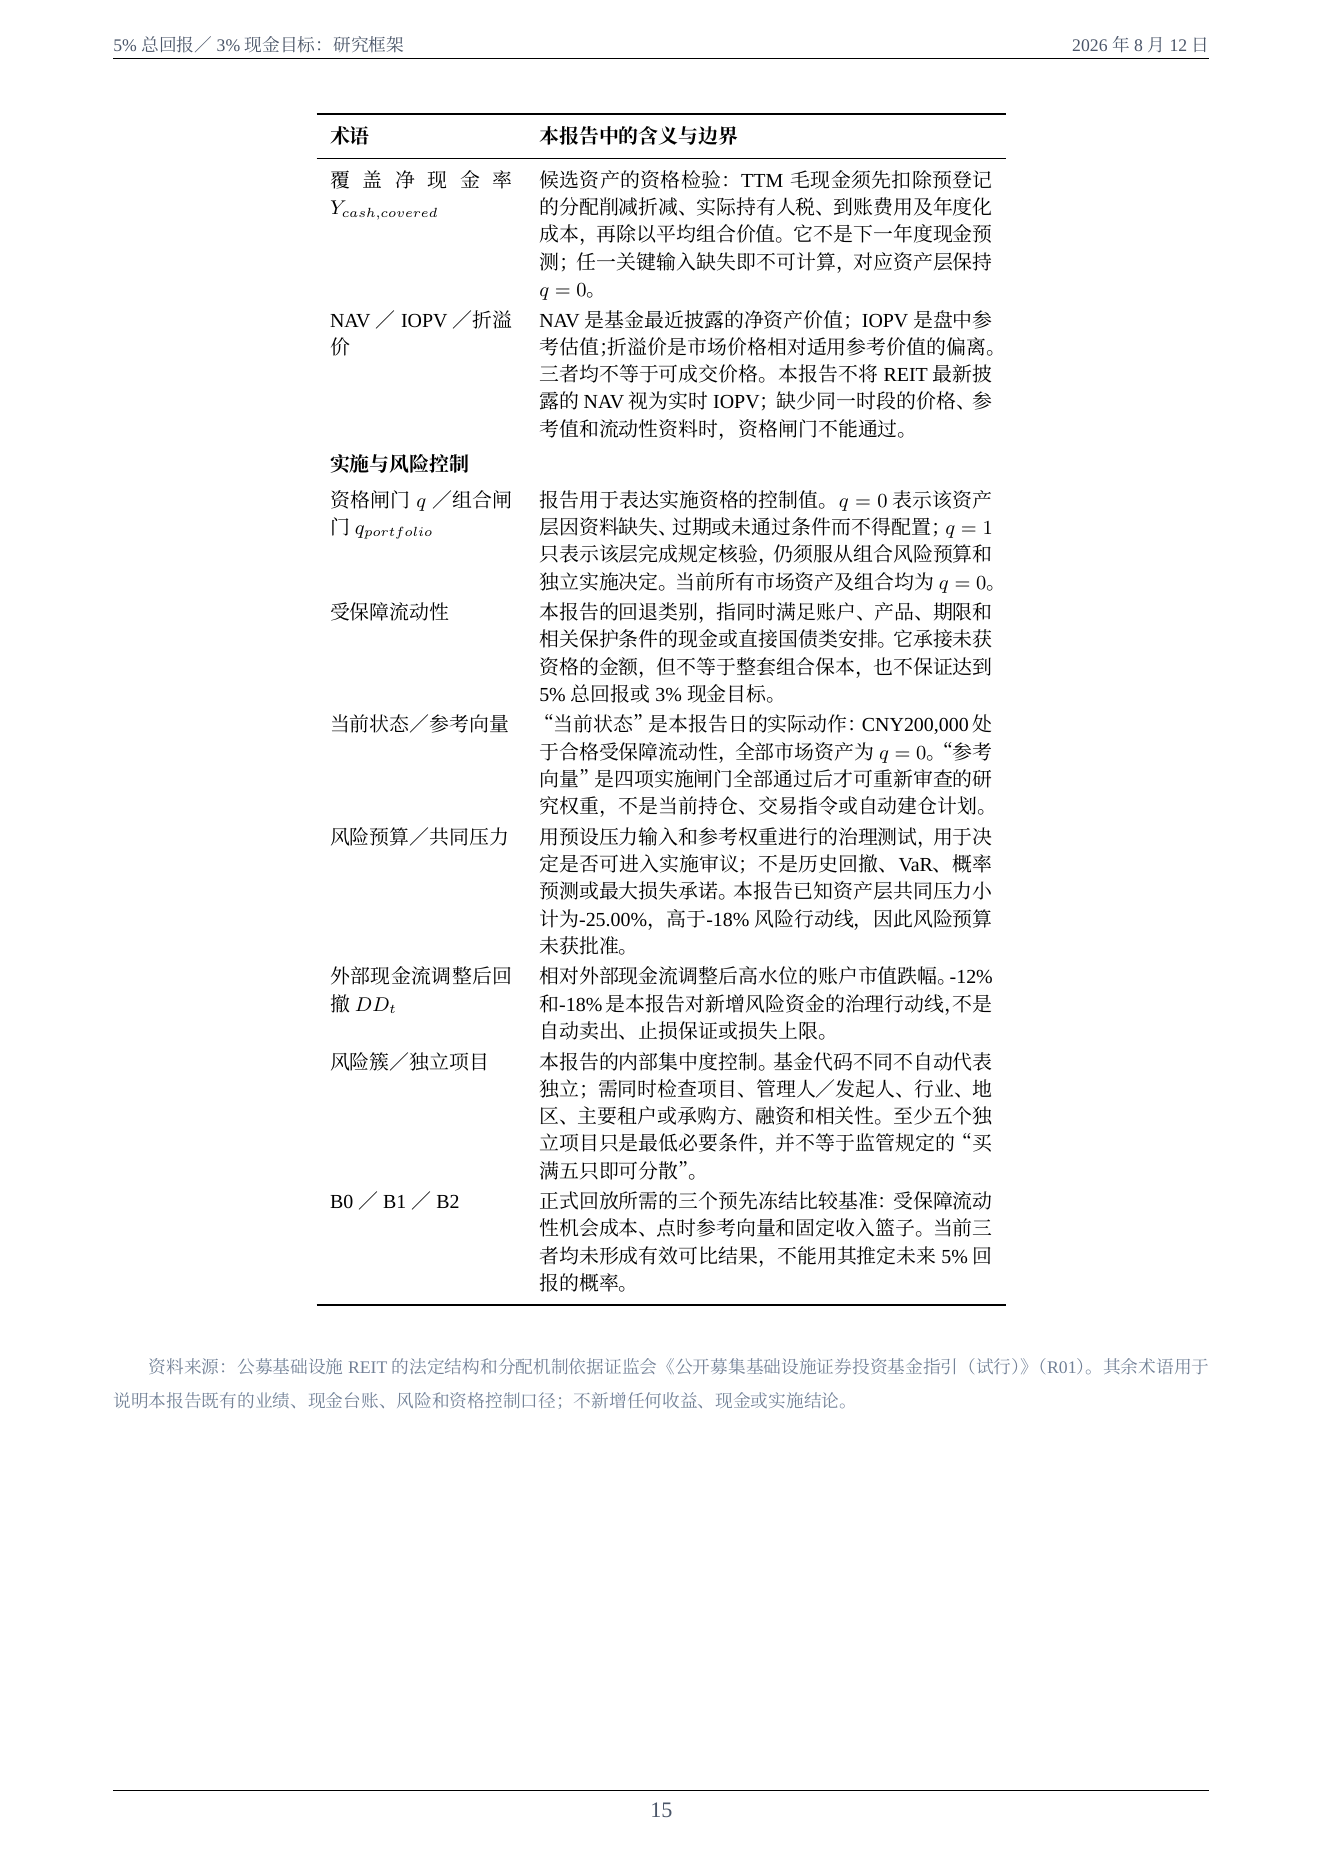 5% 总回报／ 3% 现金目标：研究框架 2026 年 8 月 12 日
术语 本报告中的含义与边界
覆盖净现金率 候选资产的资格检验：TTM 毛现金须先扣除预登记
Y_{cash,covered} 的分配削减折减、实际持有人税、到账费用及年度化
成本，再除以平均组合价值。它不是下一年度现金预
测；任一关键输入缺失即不可计算，对应资产层保持
q = 0。
NAV ／ IOPV ／折溢 NAV 是基金最近披露的净资产价值；IOPV 是盘中参
价 考估值;折溢价是市场价格相对适用参考价值的偏离。
三者均不等于可成交价格。本报告不将 REIT 最新披
露的 NAV 视为实时 IOPV；缺少同一时段的价格、参
考值和流动性资料时，资格闸门不能通过。
实施与风险控制
资格闸门 q ／组合闸 报告用于表达实施资格的控制值。q = 0 表示该资产
门 q_{portfolio} 层因资料缺失、过期或未通过条件而不得配置；q = 1
只表示该层完成规定核验，仍须服从组合风险预算和
独立实施决定。当前所有市场资产及组合均为 q = 0。
受保障流动性 本报告的回退类别，指同时满足账户、产品、期限和
相关保护条件的现金或直接国债类安排。它承接未获
资格的金额，但不等于整套组合保本，也不保证达到
5% 总回报或 3% 现金目标。
当前状态／参考向量 “当前状态”是本报告日的实际动作：CNY200,000 处
于合格受保障流动性，全部市场资产为 q = 0。“参考
向量”是四项实施闸门全部通过后才可重新审查的研
究权重，不是当前持仓、交易指令或自动建仓计划。
风险预算／共同压力 用预设压力输入和参考权重进行的治理测试，用于决
定是否可进入实施审议；不是历史回撤、VaR、概率
预测或最大损失承诺。本报告已知资产层共同压力小
计为-25.00%，高于-18% 风险行动线，因此风险预算
未获批准。
外部现金流调整后回 相对外部现金流调整后高水位的账户市值跌幅。-12%
撤 DD_t 和-18% 是本报告对新增风险资金的治理行动线,不是
自动卖出、止损保证或损失上限。
风险簇／独立项目 本报告的内部集中度控制。基金代码不同不自动代表
独立；需同时检查项目、管理人／发起人、行业、地
区、主要租户或承购方、融资和相关性。至少五个独
立项目只是最低必要条件，并不等于监管规定的“买
满五只即可分散”。
B0 ／ B1 ／ B2 正式回放所需的三个预先冻结比较基准：受保障流动
性机会成本、点时参考向量和固定收入篮子。当前三
者均未形成有效可比结果，不能用其推定未来 5% 回
报的概率。
资料来源：公募基础设施 REIT 的法定结构和分配机制依据证监会《公开募集基础设施证券投资基金指引（试行）》（R01）。其余术语用于
说明本报告既有的业绩、现金台账、风险和资格控制口径；不新增任何收益、现金或实施结论。
15